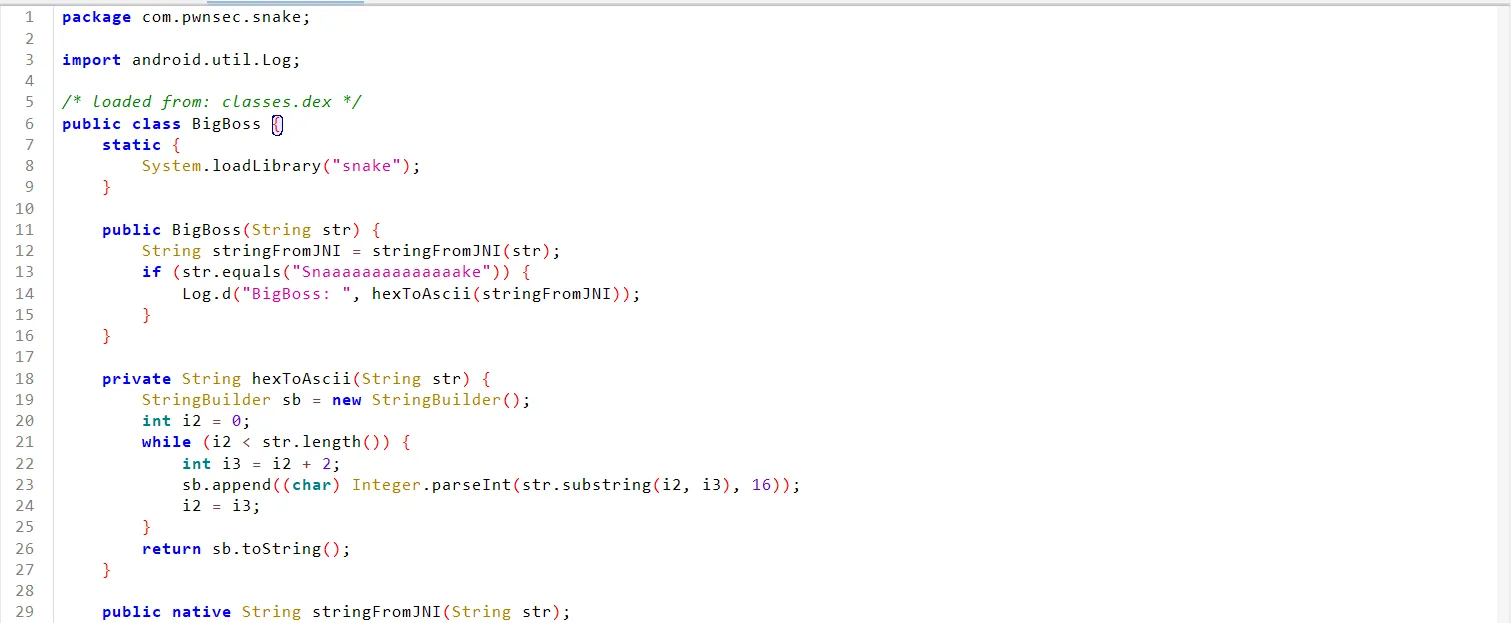 1 package com.pwnsec.snake;
2
3 import android.util.Log;
4
5 /* loaded from: classes.dex */
6 public class BigBoss {
7     static {
8         System.loadLibrary("snake");
9     }
10
11     public BigBoss(String str) {
12         String stringFromJNI = stringFromJNI(str);
13         if (str.equals("Snaaaaaaaaaaaaaake")) {
14             Log.d("BigBoss: ", hexToAscii(stringFromJNI));
15         }
16     }
17
18     private String hexToAscii(String str) {
19         StringBuilder sb = new StringBuilder();
20         int i2 = 0;
21         while (i2 < str.length()) {
22             int i3 = i2 + 2;
23             sb.append((char) Integer.parseInt(str.substring(i2, i3), 16));
24             i2 = i3;
25         }
26         return sb.toString();
27     }
28
29     public native String stringFromJNI(String str);